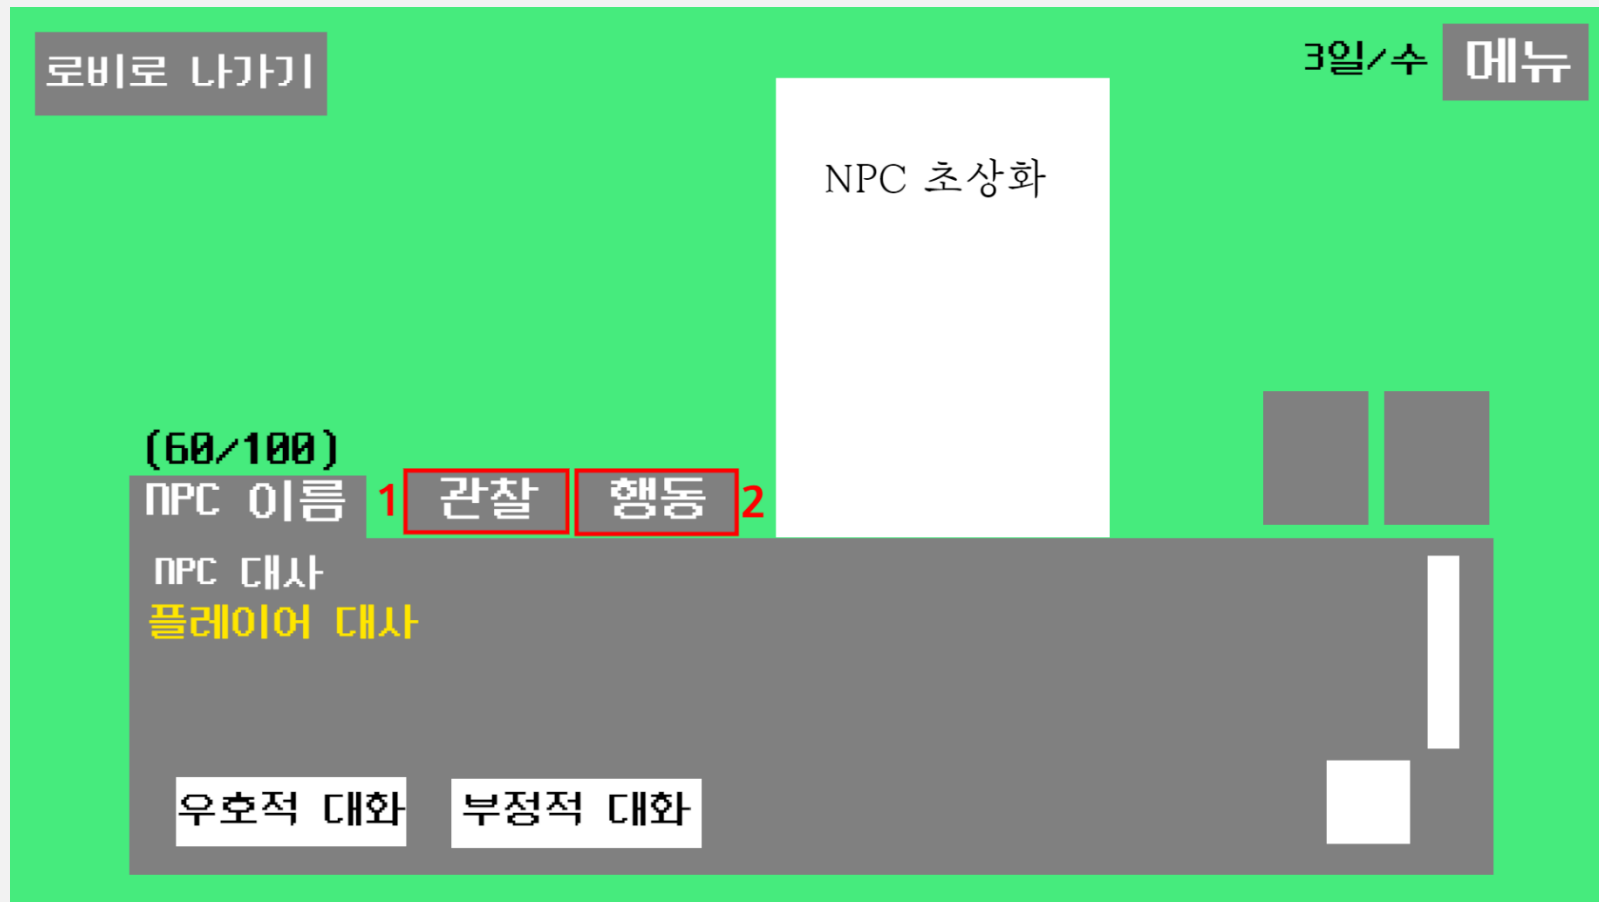 로비로 나가기
3일/수
메뉴
NPC 초상화
(60/100)
NPC 이름
1
관찰
행동
2
NPC 대사
플레이어 대사
우호적 대화
부정적 대화